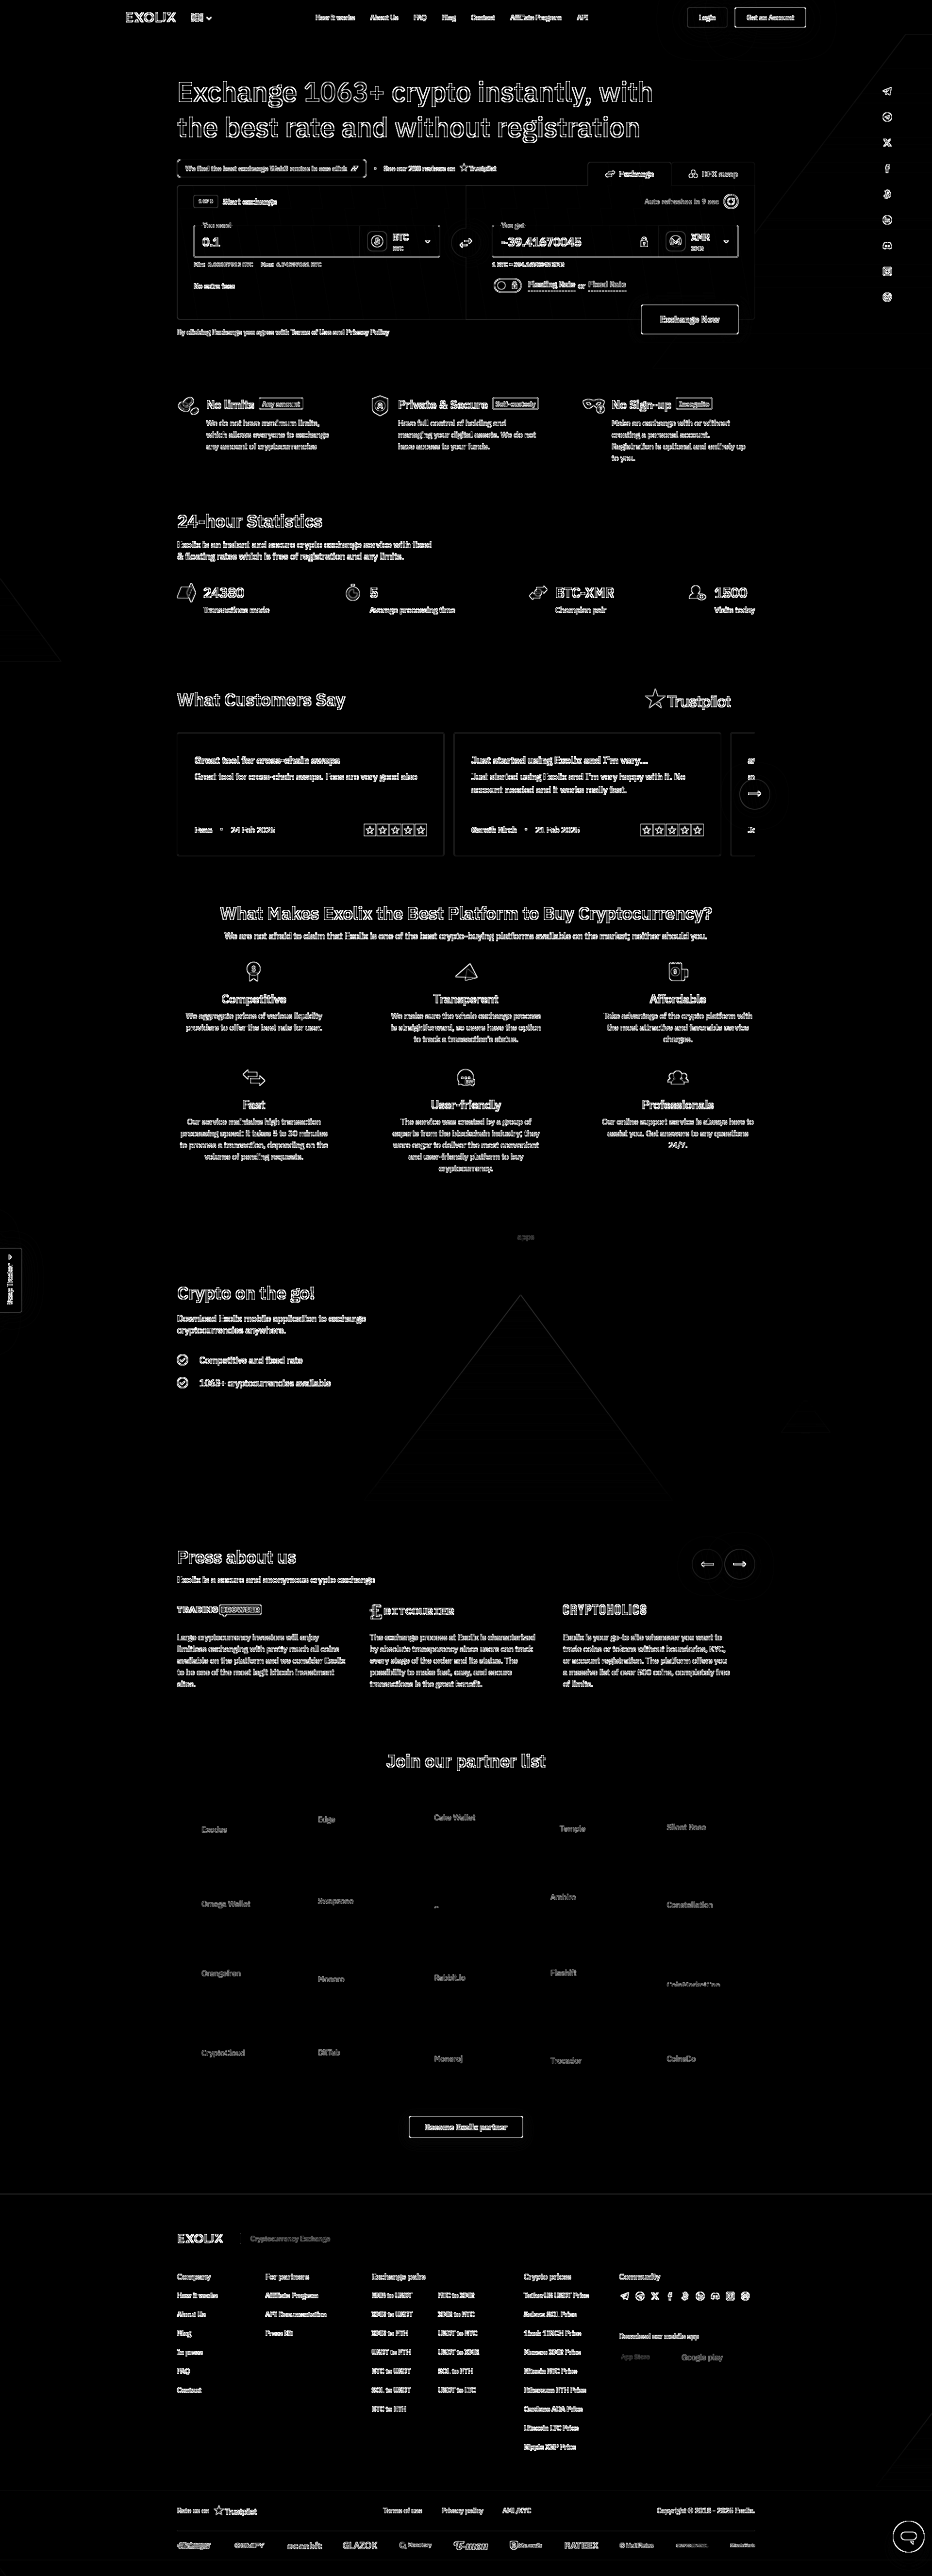 EXOLIX
How it works About Us FAQ Blog Contact Affiliate Program API
Login Get an Account
Exchange 1063+ crypto instantly, with
the best rate and without registration
We find the best exchange Web3 routes in one click
See our 208 reviews on Trustpilot
Exchange DEX swap
Start exchange
Auto refreshes in 9 sec
You send
0.1
BTC
BTC
You get
~39.41670045
XMR
XMR
No extra fees
Floating Rate or Fixed Rate
Exchange Now
By clicking Exchange you agree with Terms of Use and Privacy Policy
No limits Any amount
We do not have maximum limits,
which allows everyone to exchange
any amount of cryptocurrencies
Private & Secure Self-custody
Have full control of holding and
managing your digital assets. We do not
have access to your funds.
No Sign-up Incognito
Make an exchange with or without
creating a personal account.
Registration is optional and entirely up
to you.
24-hour Statistics
Exolix is an instant and secure crypto exchange service with fixed
& floating rates which is free of registration and any limits.
24380
Transactions made
5
Average processing time
BTC-XMR
Champion pair
1500
Visits today
What Customers Say
Trustpilot
Great tool for cross-chain swaps
Great tool for cross-chain swaps. Fees are very good also
24 Feb 2025
Just started using Exolix and I'm very...
Just started using Exolix and I'm very happy with it. No
account needed and it works really fast.
Gareth Birch 21 Feb 2025
What Makes Exolix the Best Platform to Buy Cryptocurrency?
We are not afraid to claim that Exolix is one of the best crypto-buying platforms available on the market; neither should you.
Competitive
We aggregate prices of various liquidity
providers to offer the best rate for user.
Transparent
We make sure the whole exchange process
is straightforward, so users have the option
to track a transaction's status.
Affordable
Take advantage of the crypto platform with
the most attractive and favorable service
charge.
Fast
Our service maintains high transaction
processing speed: it takes 5 to 30 minutes
to process a transaction, depending on the
volume of pending requests.
User-friendly
The service was created by a group of
experts from the blockchain industry; they
were eager to deliver the most convenient
and user-friendly platform to buy
cryptocurrency.
Professionals
Our online support service is always here to
assist you. Get answers to any questions
24/7.
apps
Swap Tracker
Crypto on the go!
Download Exolix mobile application to exchange
cryptocurrencies anywhere.
Competitive and fixed rate
1063+ cryptocurrencies available
Press about us
Exolix is a secure and anonymous crypto exchange
TRADING BROWSER
Large cryptocurrency investors will enjoy
limitless exchanging with pretty much all coins
available on the platform and we consider Exolix
to be one of the most legit bitcoin investment
sites.
BITCOURIER
The exchange process at Exolix is characterized
by absolute transparency since users can track
every stage of the order and its status. The
possibility to make fast, easy, and secure
transactions is the great benefit.
CRYPTOHOLICS
Exolix is your go-to site whenever you want to
trade coins or tokens without boundaries, KYC,
or account registration. The platform offers you
a massive list of over 500 coins, completely free
of limits.
Join our partner list
Exodus
Edge
Cake Wallet
Temple
Silent Base
Omega Wallet
Swapzone
Ambire
Constellation
Orangefren
Monero
Rabbit.io
Flashift
CoinMarketCap
CryptoCloud
BitTab
Moneroj
Trocador
CoinsDo
Become Exolix partner
EXOLIX | Cryptocurrency Exchange
Company
How it works
About Us
Blog
In press
FAQ
Contact
For partners
Affiliate Program
API Documentation
Press Kit
Exchange pairs
BNB to USDT
XMR to USDT
XMR to ETH
USDT to ETH
BTC to USDT
SOL to USDT
BTC to ETH
BTC to XMR
XMR to BTC
USDT to BTC
USDT to XMR
SOL to ETH
USDT to LTC
Crypto prices
TetherUS USDT Price
Solana SOL Price
1inch 1INCH Price
Monero XMR Price
Bitcoin BTC Price
Ethereum ETH Price
Cardano ADA Price
Litecoin LTC Price
Ripple XRP Price
Community
Download our mobile app
App Store Google play
Rate us on Trustpilot
Terms of use Privacy policy AML/KYC
Copyright © 2018 - 2025 Exolix.
GLAZOK
RATHEX